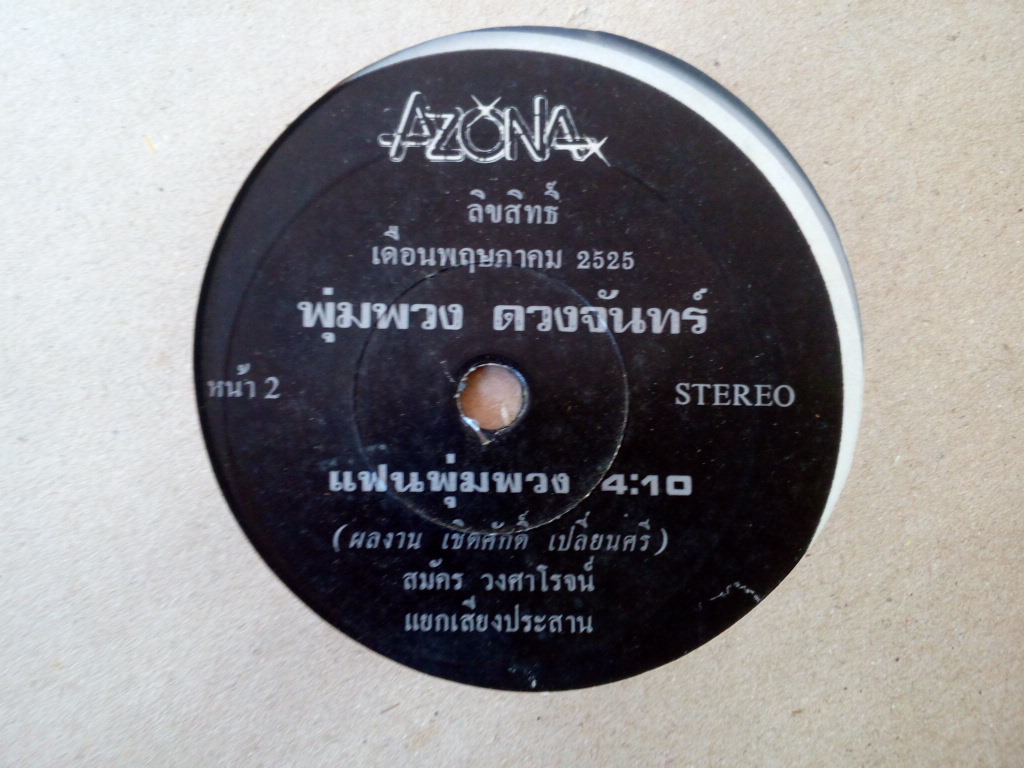 AZONA
ลิขสิทธิ์
เดือนพฤษภาคม 2525
พุ่มพวง ดวงจันทร์
หน้า 2
STEREO
แฟนพุ่มพวง 4:10
(ผลงาน เชิดศักดิ์ เปลี่ยนศรี)
สมัคร วงศาโรจน์
แยกเสียงประสาน